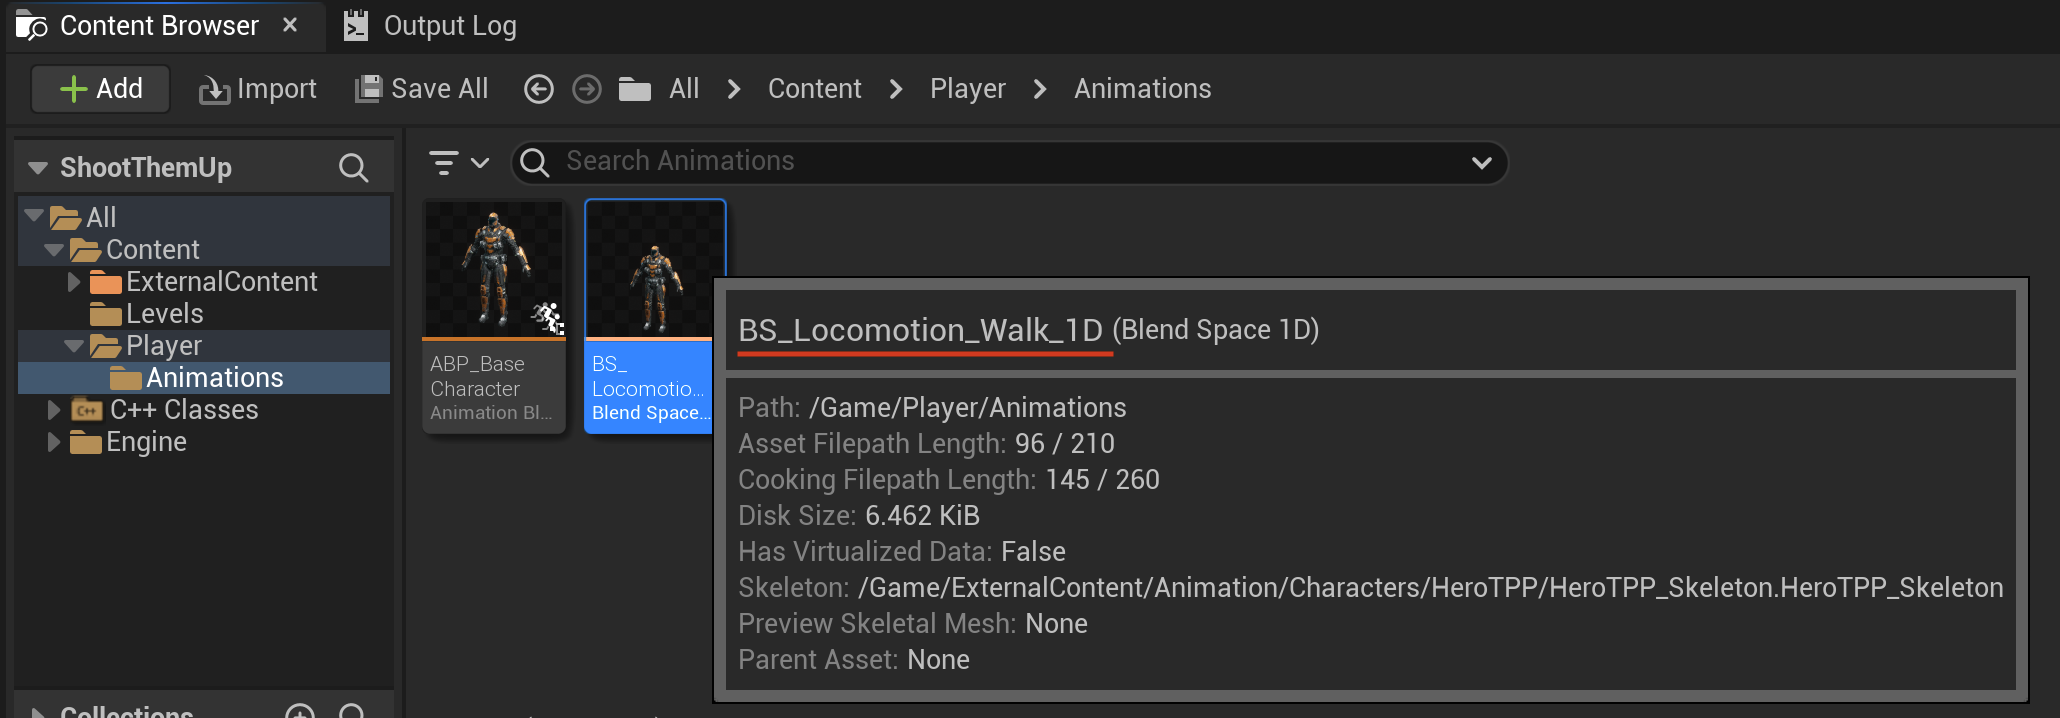 Content Browser × Output Log
Add Import Save All All > Content > Player > Animations
ShootThemUp
All
Content
ExternalContent
Levels
Player
Animations
C++ Classes
Engine
Collections
Search Animations
ABP_Base
Character
Animation Bl...
BS_
Locomotio...
Blend Space...
BS_Locomotion_Walk_1D (Blend Space 1D)
Path: /Game/Player/Animations
Asset Filepath Length: 96 / 210
Cooking Filepath Length: 145 / 260
Disk Size: 6.462 KiB
Has Virtualized Data: False
Skeleton: /Game/ExternalContent/Animation/Characters/HeroTPP/HeroTPP_Skeleton.HeroTPP_Skeleton
Preview Skeletal Mesh: None
Parent Asset: None